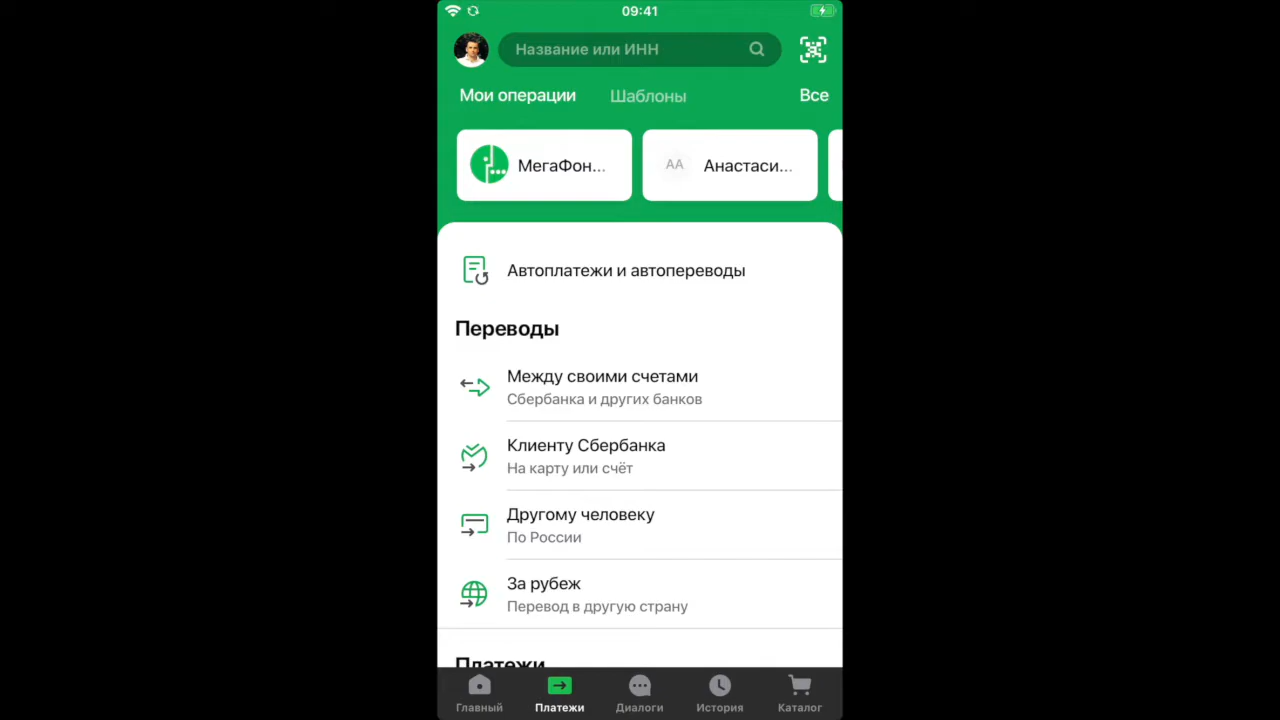 09:41
Название или ИНН
Мои операции
Шаблоны
Все
МегаФон...
АА
Анастаси...
Автоплатежи и автопереводы
Переводы
Между своими счетами
Сбербанка и других банков
Клиенту Сбербанка
На карту или счёт
Другому человеку
По России
За рубеж
Перевод в другую страну
Платежи
Главный
Платежи
Диалоги
История
Каталог